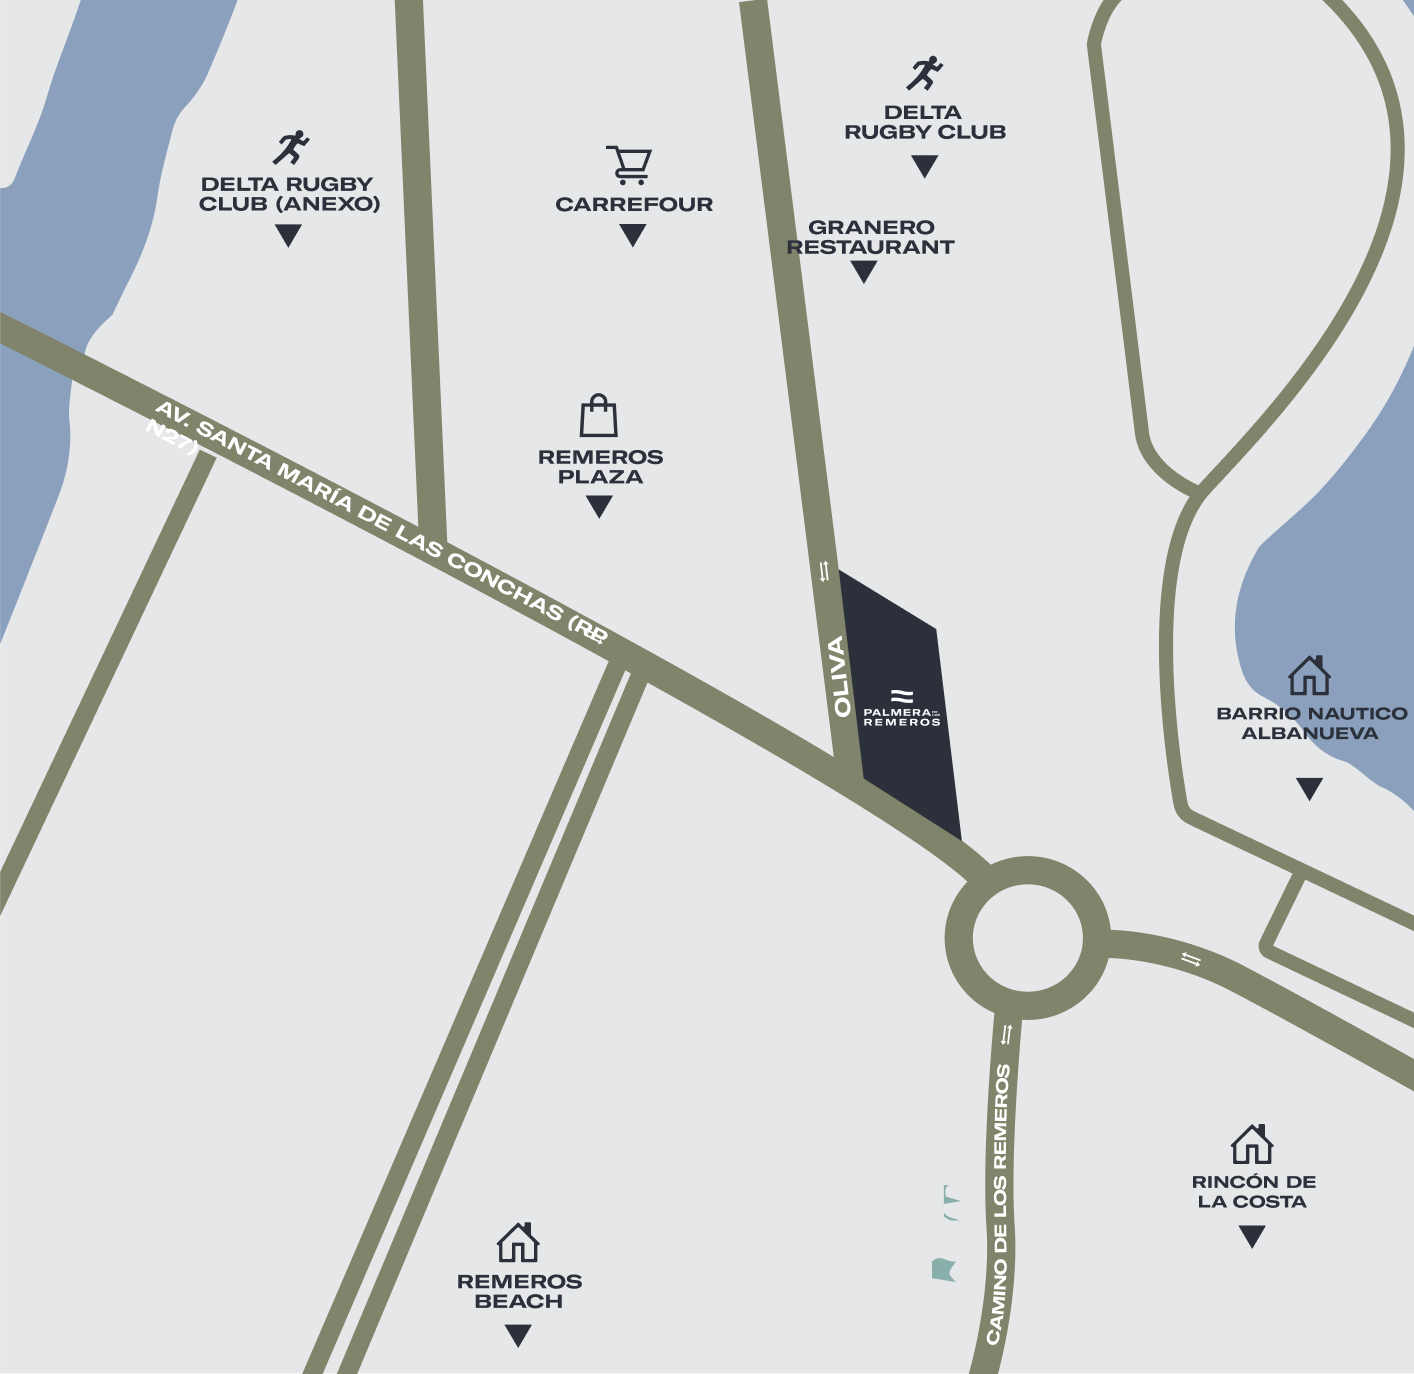 DELTA
RUGBY CLUB
DELTA RUGBY
CLUB (ANEXO)
CARREFOUR
GRANERO
RESTAURANT
AV. SANTA MARÍA DE LAS CONCHAS (RP
N27)
REMEROS
PLAZA
OLIVA
PALMERA
REMEROS
BARRIO NAUTICO
ALBANUEVA
CAMINO DE LOS REMEROS
RINCÓN DE
LA COSTA
REMEROS
BEACH